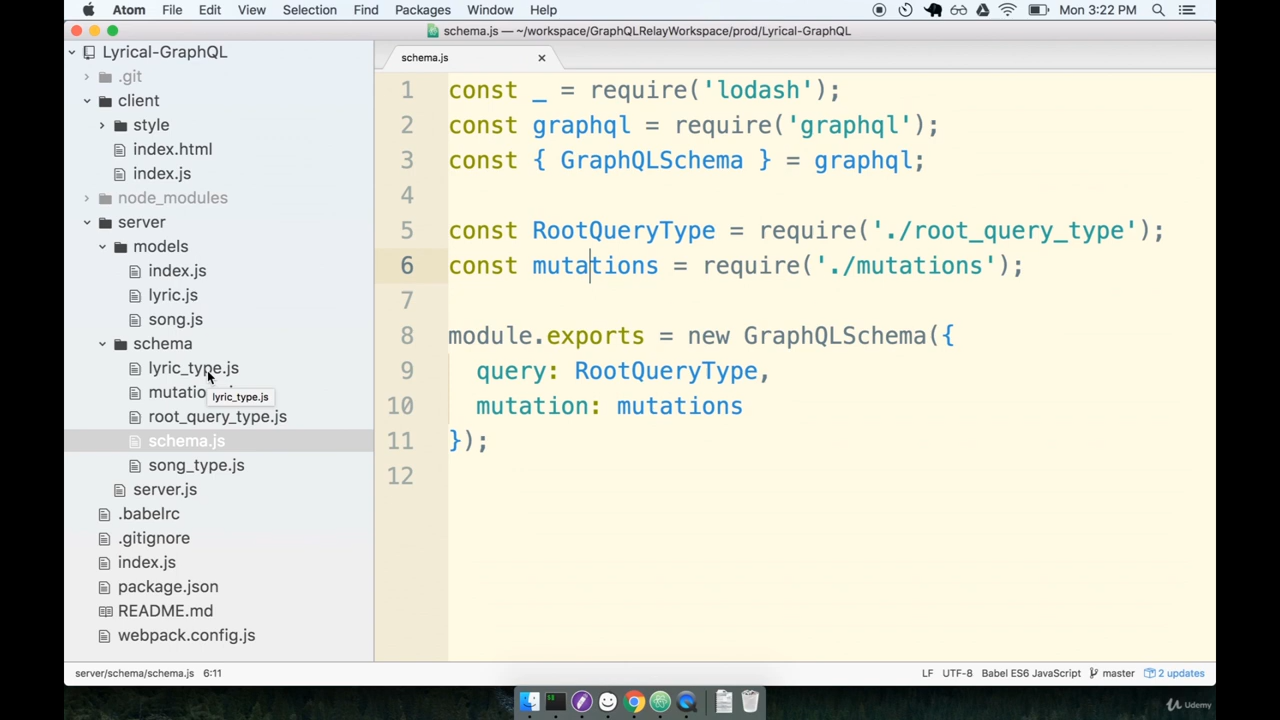 Atom File Edit View Selection Find Packages Window Help Mon 3:22 PM
schema.js — ~/workspace/GraphQLRelayWorkspace/prod/Lyrical-GraphQL
Lyrical-GraphQL
.git
client
style
index.html
index.js
node_modules
server
models
index.js
lyric.js
song.js
schema
lyric_type.js
lyric_type.js
root_query_type.js
schema.js
song_type.js
server.js
.babelrc
.gitignore
index.js
package.json
README.md
webpack.config.js
schema.js
1 const _ = require('lodash');
2 const graphql = require('graphql');
3 const { GraphQLSchema } = graphql;
4
5 const RootQueryType = require('./root_query_type');
6 const mutations = require('./mutations');
7
8 module.exports = new GraphQLSchema({
9 query: RootQueryType,
10 mutation: mutations
11 });
12
server/schema/schema.js 6:11 LF UTF-8 Babel ES6 JavaScript master 2 updates
Udemy